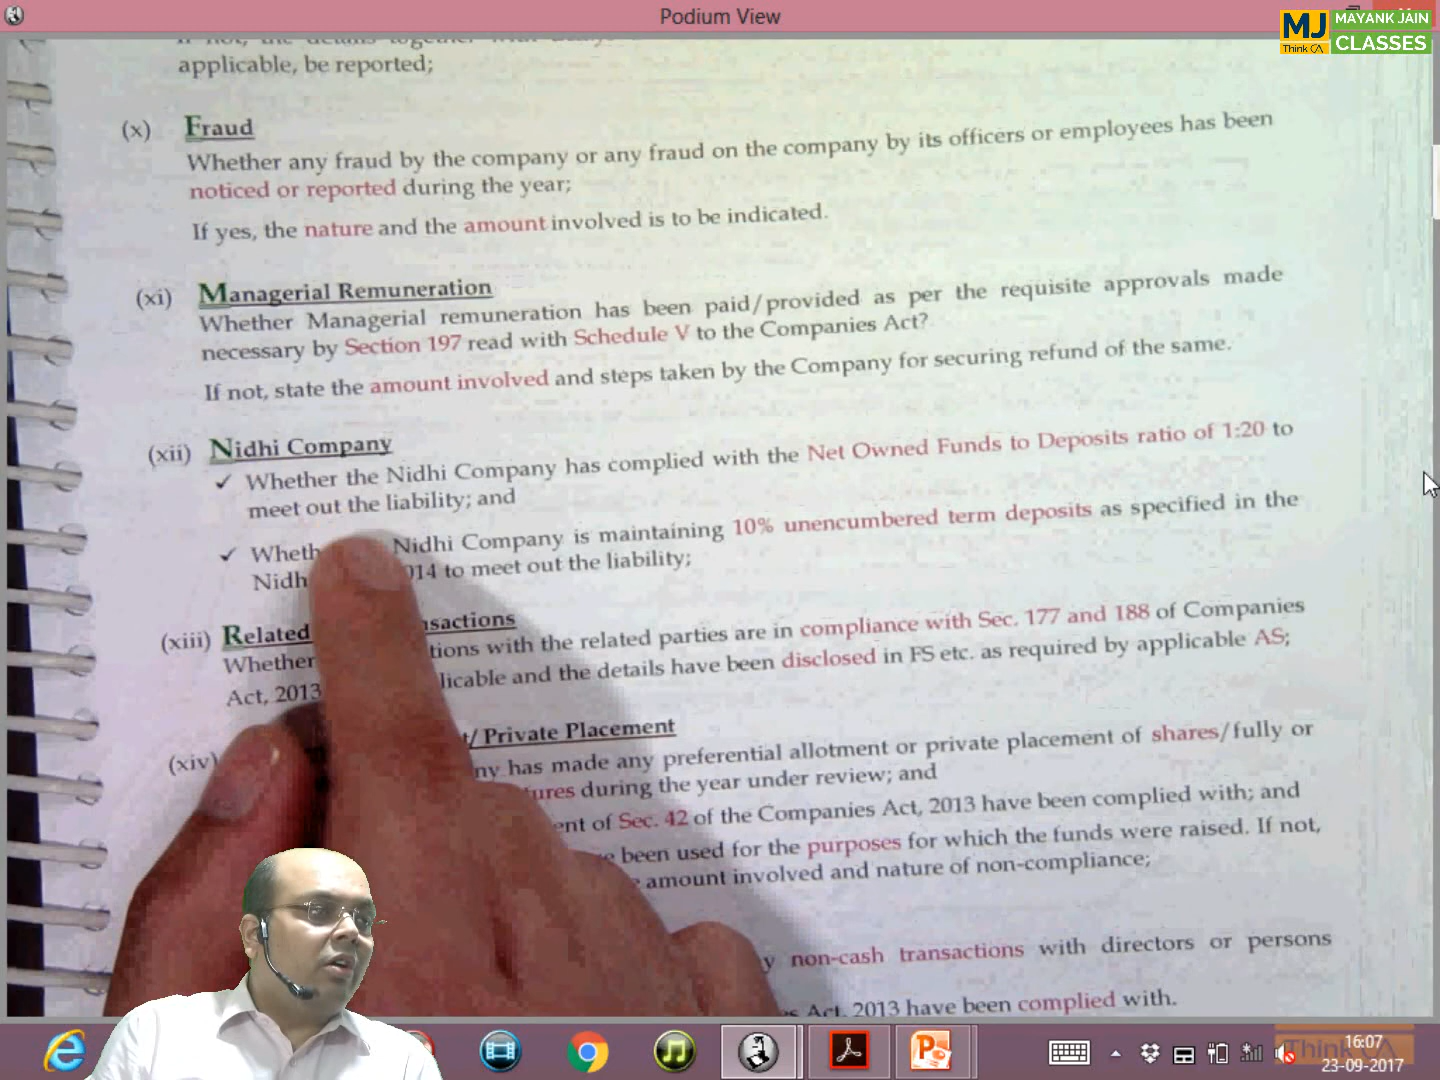 Podium View
MJ
Think CA
MAYANK JAIN
CLASSES
applicable, be reported;
(x) Fraud
Whether any fraud by the company or any fraud on the company by its officers or employees has been
noticed or reported during the year;
If yes, the nature and the amount involved is to be indicated.
(xi) Managerial Remuneration
Whether Managerial remuneration has been paid/provided as per the requisite approvals made
necessary by Section 197 read with Schedule V to the Companies Act?
If not, state the amount involved and steps taken by the Company for securing refund of the same.
(xii) Nidhi Company
✓ Whether the Nidhi Company has complied with the Net Owned Funds to Deposits ratio of 1:20 to
meet out the liability; and
✓ Nidhi Company is maintaining 10% unencumbered term deposits as specified in the
to meet out the liability;
(xiii) Related
Whether with the related parties are in compliance with Sec. 177 and 188 of Companies
Act, 2013 and the details have been disclosed in FS etc. as required by applicable AS;
(xiv) / Private Placement
has made any preferential allotment or private placement of shares/fully or
during the year under review; and
of Sec. 42 of the Companies Act, 2013 have been complied with; and
been used for the purposes for which the funds were raised. If not,
amount involved and nature of non-compliance;
non-cash transactions with directors or persons
Act, 2013 have been complied with.
Think CA
16:07
23-09-2017